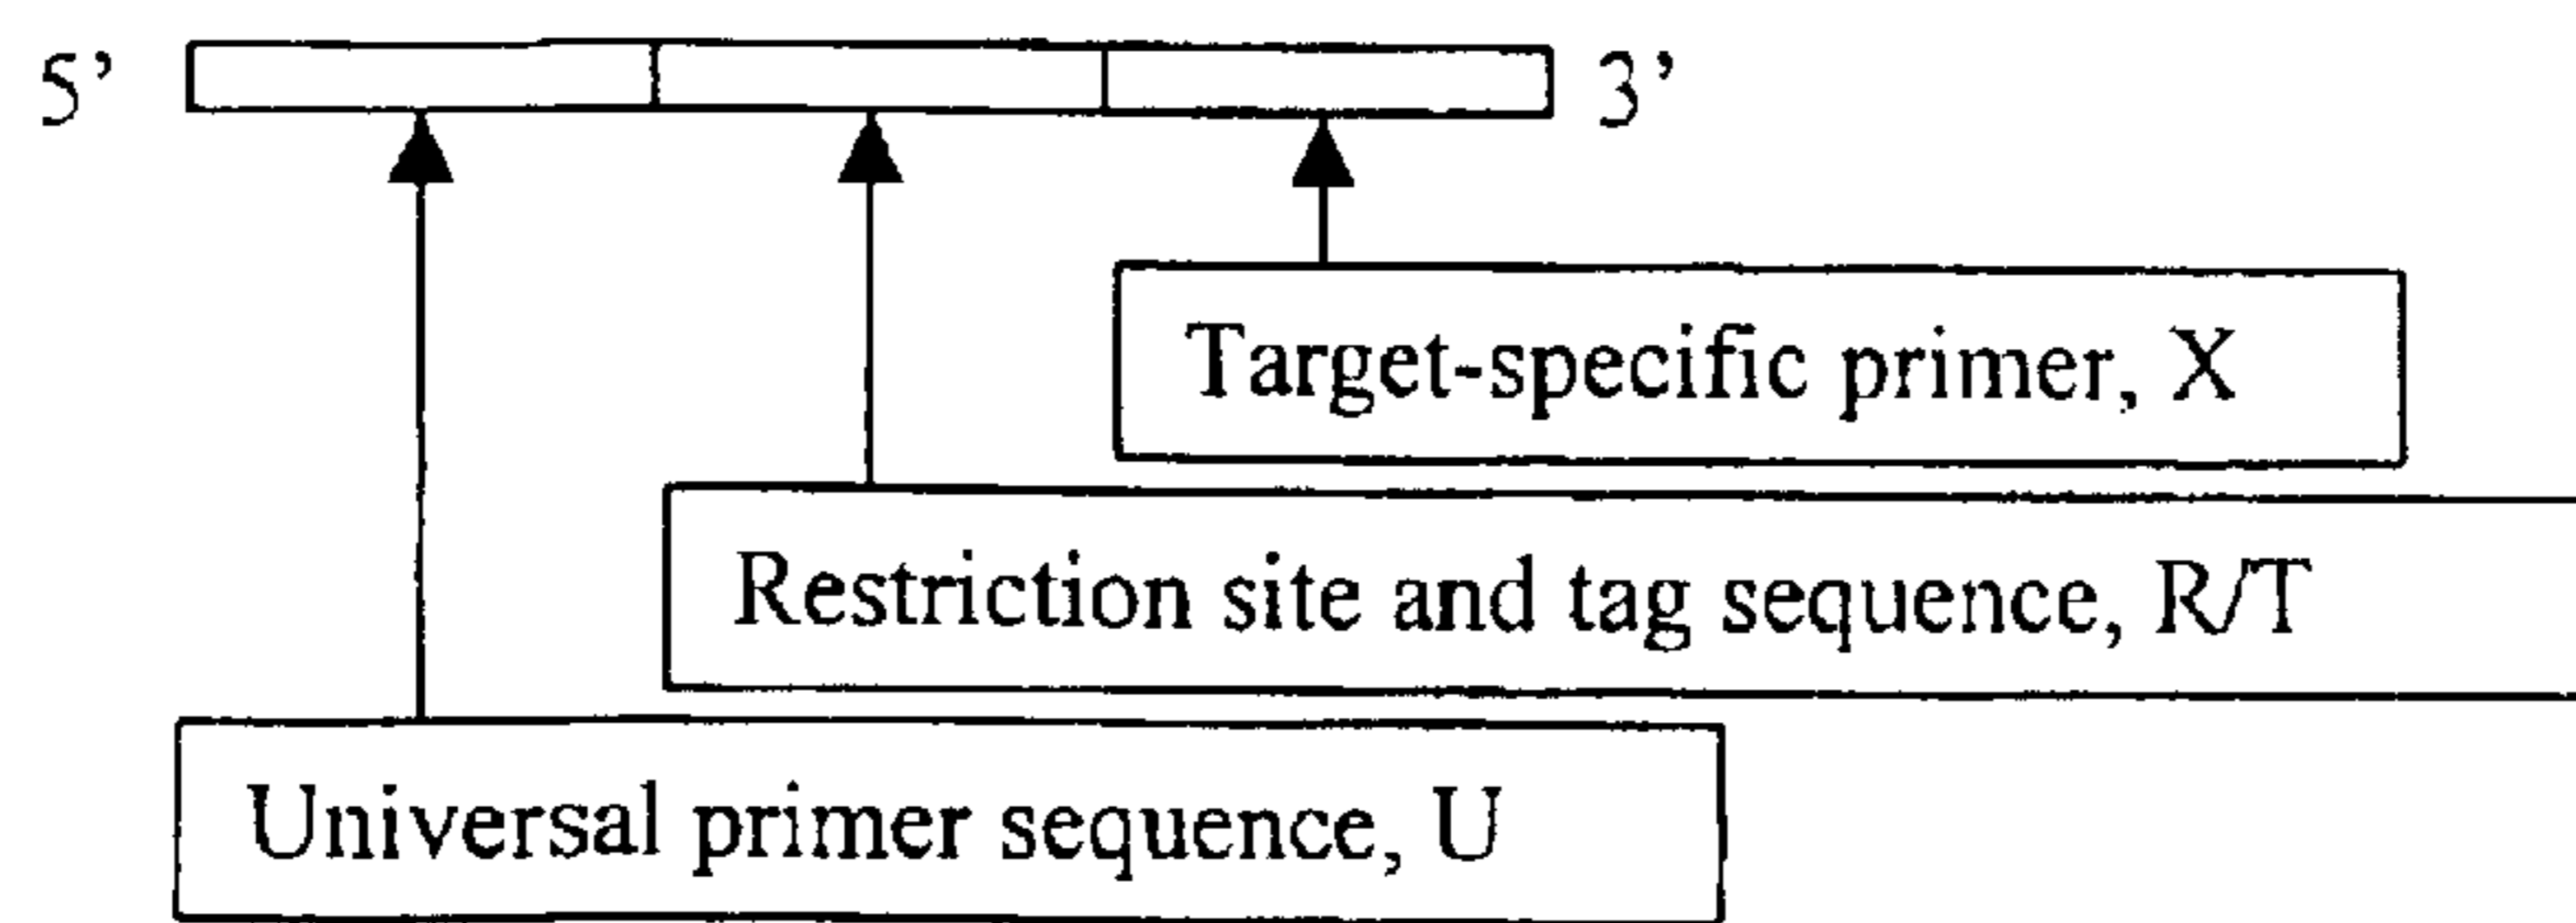 5’ 3’
Target-specific primer, X
Restriction site and tag sequence, R/T
Universal primer sequence, U